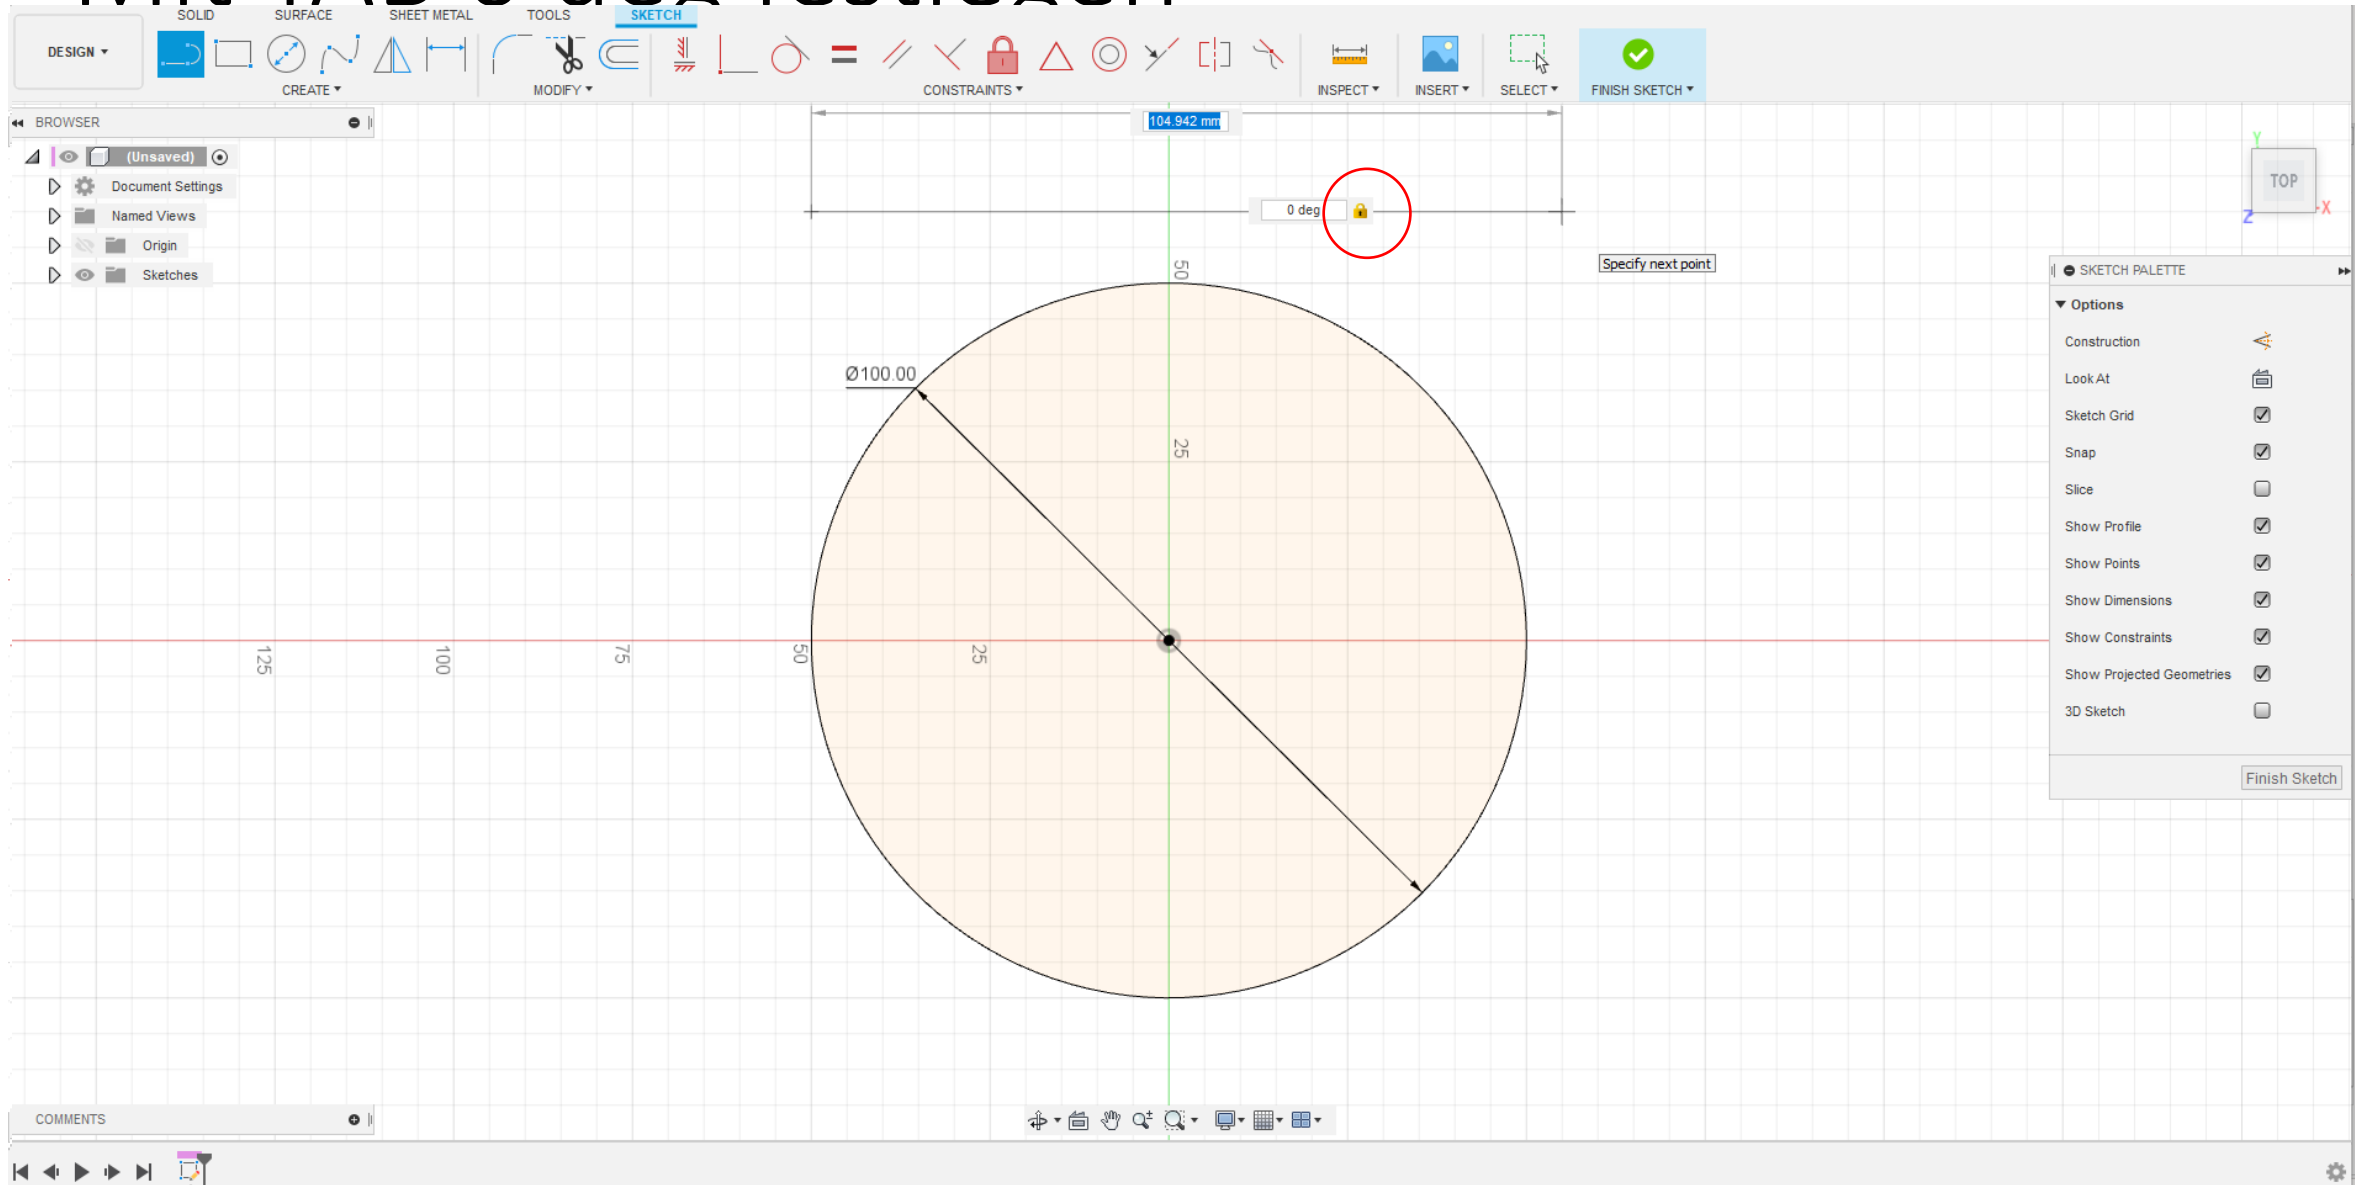 SOLID SURFACE SHEET METAL TOOLS SKETCH
DESIGN
CREATE MODIFY CONSTRAINTS INSPECT INSERT SELECT FINISH SKETCH
BROWSER
(Unsaved)
Document Settings
Named Views
Origin
Sketches
104.942 mm
0 deg
Specify next point
50
Ø100.00
25
125 100 75 50 25
TOP
Y
X
Z
SKETCH PALETTE
Options
Construction
Look At
Sketch Grid
Snap
Slice
Show Profile
Show Points
Show Dimensions
Show Constraints
Show Projected Geometries
3D Sketch
Finish Sketch
COMMENTS